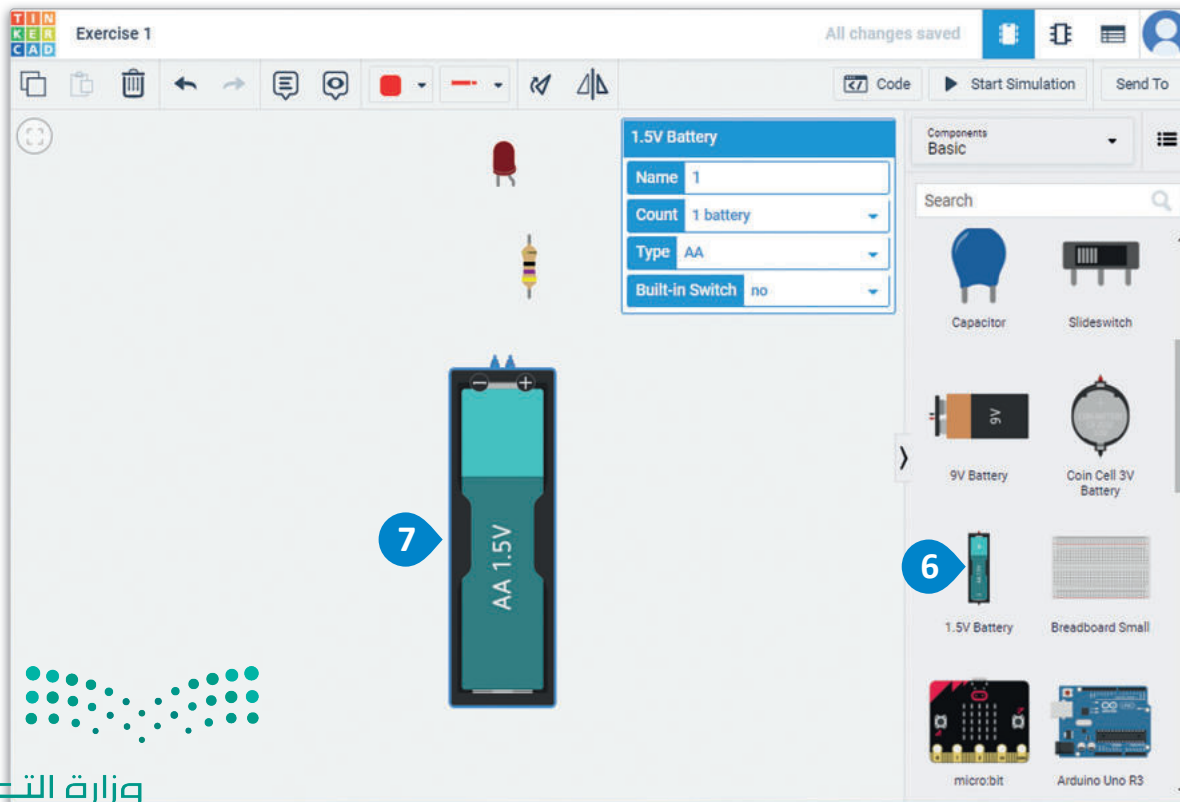 TIN
KER
CAD
Exercise 1
All changes saved
Code
Start Simulation
Send To
1.5V Battery
Name 1
Count 1 battery
Type AA
Built-in Switch no
Components
Basic
Search
Capacitor
Slideswitch
9V
9V Battery
Coin Cell 3V
Battery
7
AA 1.5V
6
1.5V Battery
Breadboard Small
micro:bit
Arduino Uno R3
وزارة التـ